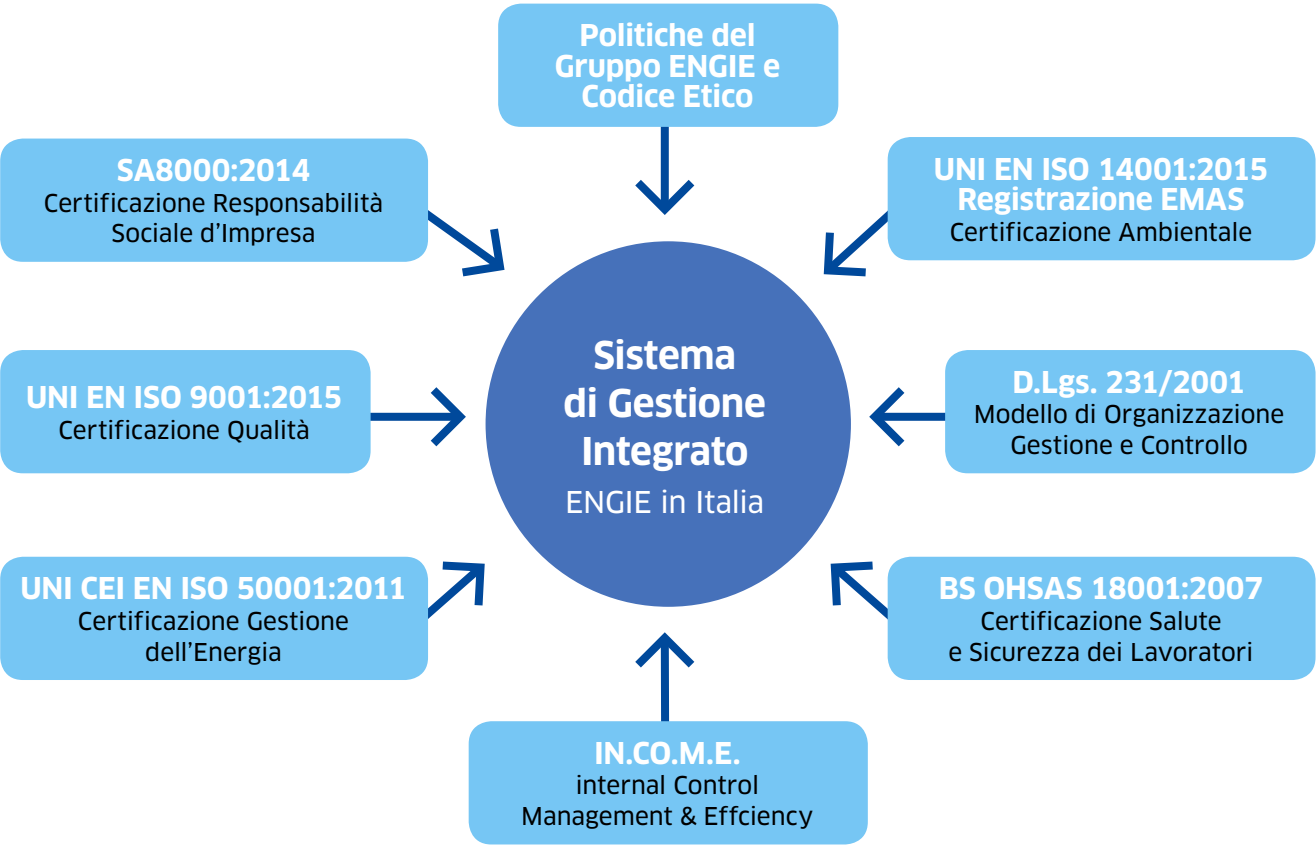 Politiche del
Gruppo ENGIE e
Codice Etico
SA8000:2014
Certificazione Responsabilità
Sociale d'Impresa
UNI EN ISO 14001:2015
Registrazione EMAS
Certificazione Ambientale
Sistema
di Gestione
Integrato
ENGIE in Italia
UNI EN ISO 9001:2015
Certificazione Qualità
D.Lgs. 231/2001
Modello di Organizzazione
Gestione e Controllo
UNI CEI EN ISO 50001:2011
Certificazione Gestione
dell'Energia
BS OHSAS 18001:2007
Certificazione Salute
e Sicurezza dei Lavoratori
IN.CO.M.E.
internal Control
Management & Effciency